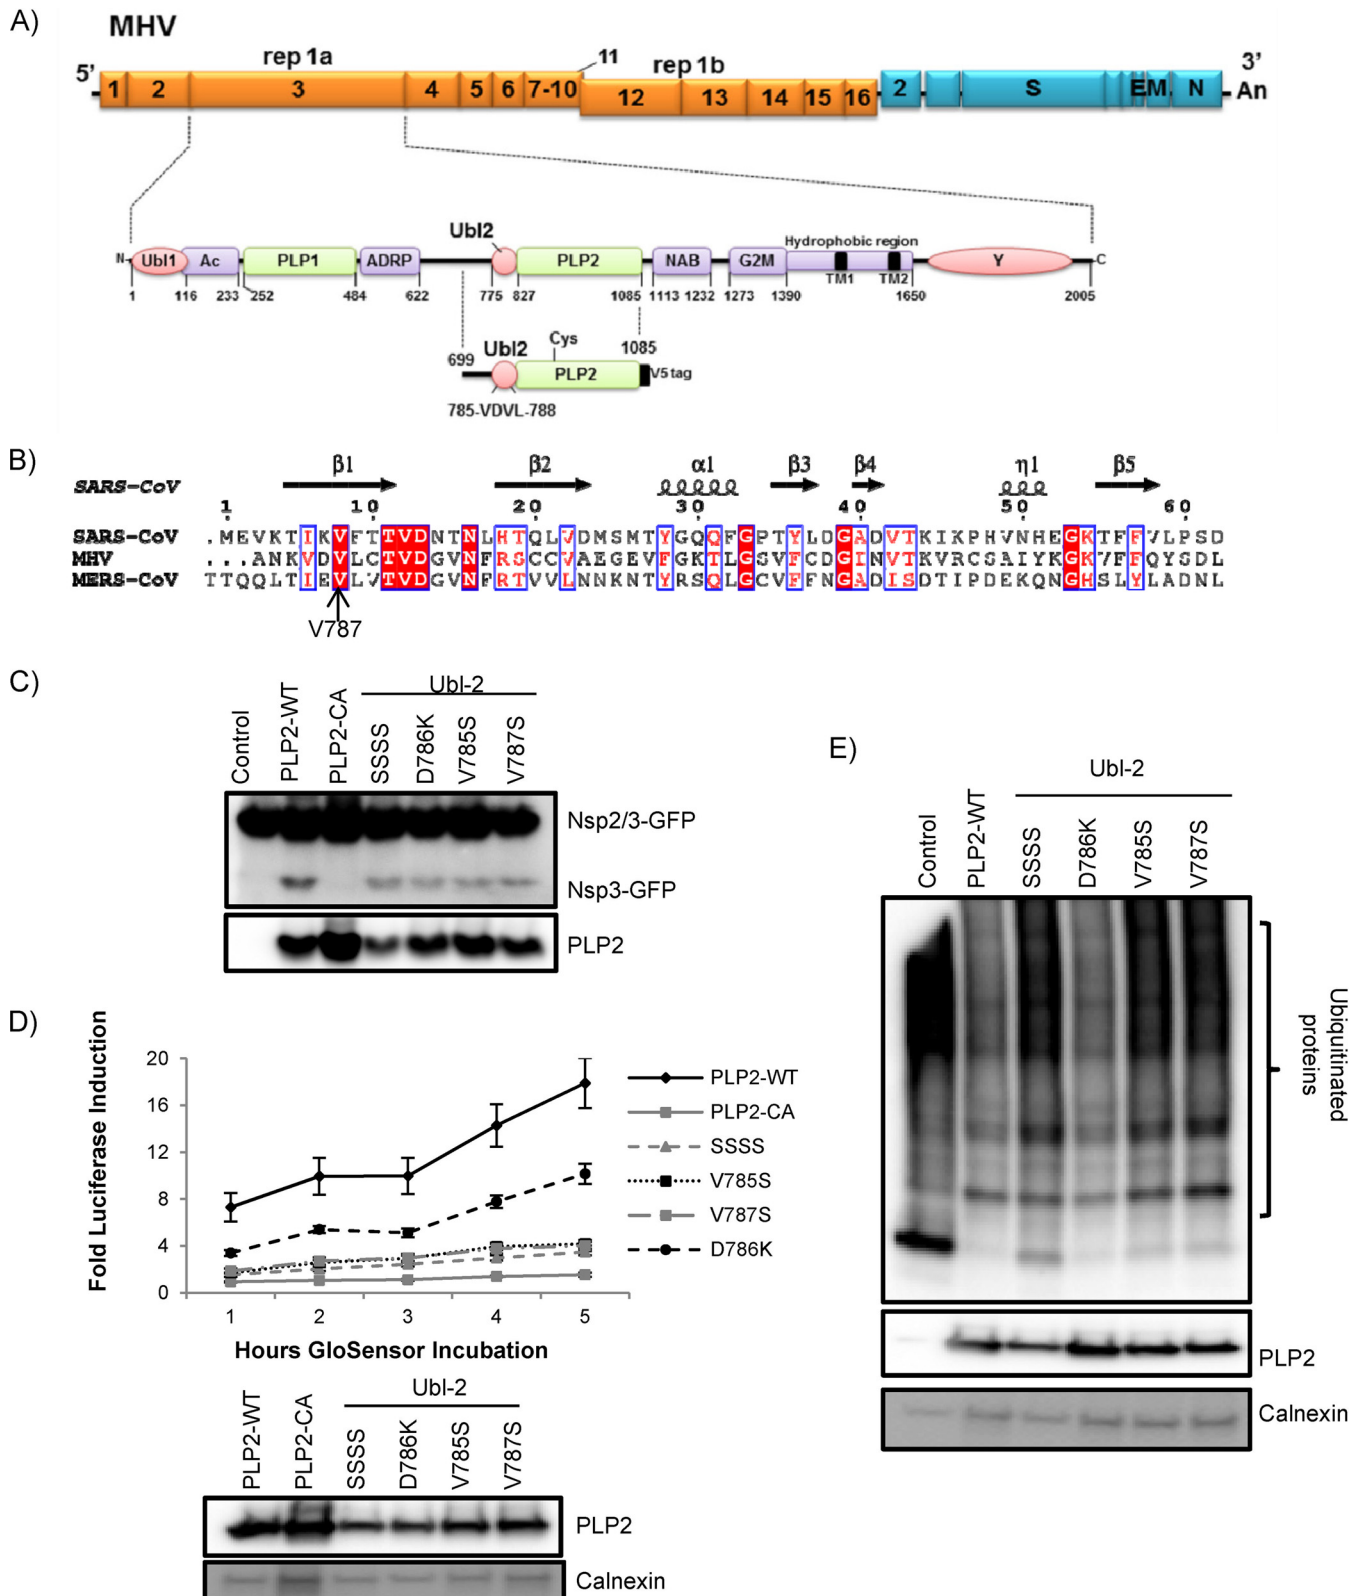 A)
MHV
5'
rep 1a
11
rep 1b
3'
1 2 3 4 5 6 7-10 12 13 14 15 16 2 S E M N An
Ubl2
Hydrophobic region
N Ubl1 Ac PLP1 ADRP PLP2 NAB G2M TM1 TM2 Y C
1 116 233 252 484 622 775 827 1085 1113 1232 1273 1390 1650 2005
699 Ubl2 Cys 1085
PLP2 V5 tag
785-VDVL-788
B)
β1 β2 α1 β3 β4 η1 β5
SARS-CoV
1 10 20 30 40 50 60
SARS-CoV .MEVKTIKVFTTVDNTNLHTQLVDMSMTYGQQFGPTYLDGADVTKIKPHVNHEGKTFFVLPSD
MHV ...ANKVDVLCTVDGVNFRSCCVAEGEVFGKTLGSVFCDGINVTKVRCSAIYKGKVFFQYSDL
MERS-CoV TTQQLTIEVLVTVDGVNFRTVVLNNKNTYRSQLGCVFFNGADISDTIPDEKQNGHSLYLADNL
V787
C)
Ubl-2
Control PLP2-WT PLP2-CA SSSS D786K V785S V787S
Nsp2/3-GFP
Nsp3-GFP
PLP2
D)
Fold Luciferase Induction
20
16
12
8
4
0
1 2 3 4 5
Hours GloSensor Incubation
PLP2-WT
PLP2-CA
SSSS
V785S
V787S
D786K
Ubl-2
PLP2-WT PLP2-CA SSSS D786K V785S V787S
PLP2
Calnexin
E)
Ubl-2
Control PLP2-WT SSSS D786K V785S V787S
Ubiquitinated
proteins
PLP2
Calnexin